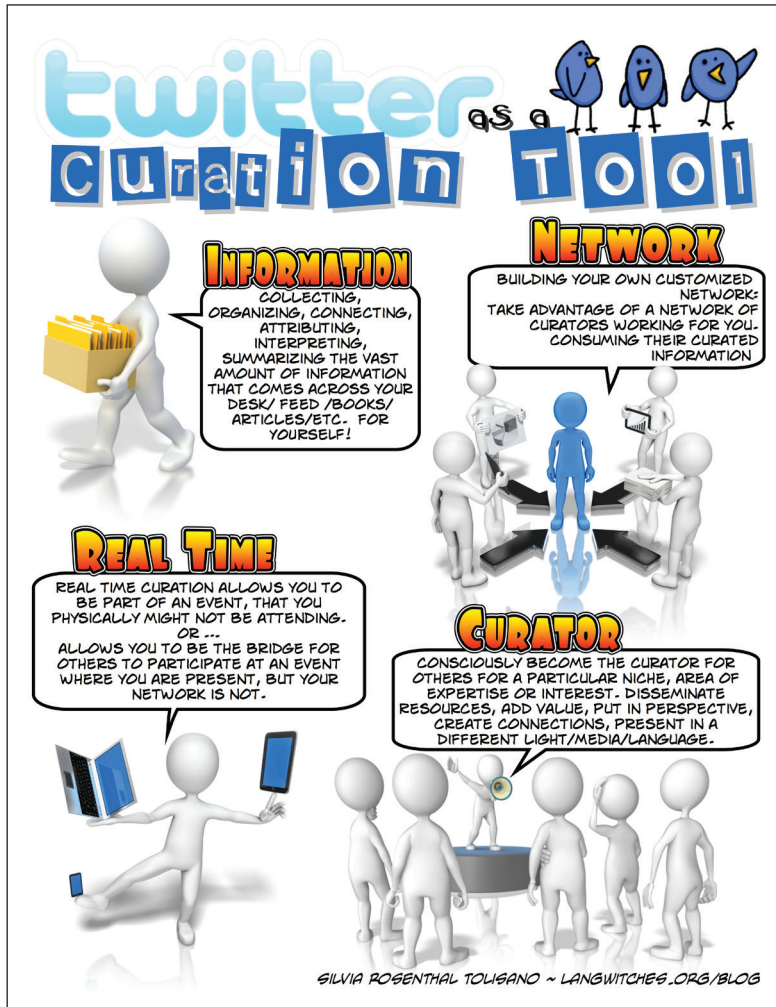 twitter as a
Curation Tool
INFORMATION
COLLECTING,
ORGANIZING, CONNECTING,
ATTRIBUTING,
INTERPRETING,
SUMMARIZING THE VAST
AMOUNT OF INFORMATION
THAT COMES ACROSS YOUR
DESK/ FEED /BOOKS/
ARTICLES/ETC. FOR
YOURSELF!
NETWORK
BUILDING YOUR OWN CUSTOMIZED
NETWORK:
TAKE ADVANTAGE OF A NETWORK OF
CURATORS WORKING FOR YOU-
CONSUMING THEIR CURATED
INFORMATION
REAL TIME
REAL TIME CURATION ALLOWS YOU TO
BE PART OF AN EVENT, THAT YOU
PHYSICALLY MIGHT NOT BE ATTENDING.
OR ...
ALLOWS YOU TO BE THE BRIDGE FOR
OTHERS TO PARTICIPATE AT AN EVENT
WHERE YOU ARE PRESENT, BUT YOUR
NETWORK IS NOT.
CURATOR
CONSCIOUSLY BECOME THE CURATOR FOR
OTHERS FOR A PARTICULAR NICHE, AREA OF
EXPERTISE OR INTEREST. DISSEMINATE
RESOURCES, ADD VALUE, PUT IN PERSPECTIVE,
CREATE CONNECTIONS, PRESENT IN A
DIFFERENT LIGHT/MEDIA/LANGUAGE.
SILVIA ROSENTHAL TOLISANO ~ LANGWITCHES.ORG/BLOG